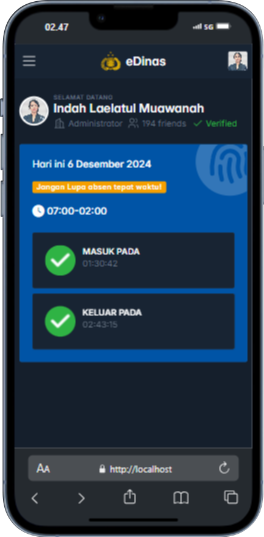 02.47
5G
eDinas
SELAMAT DATANG
Indah Laelatul Muawanah
Administrator 194 friends Verified
Hari ini 6 Desember 2024
Jangan Lupa absen tepat waktu!
07:00-02:00
MASUK PADA
01:30:42
KELUAR PADA
02:43:15
AA http://localhost